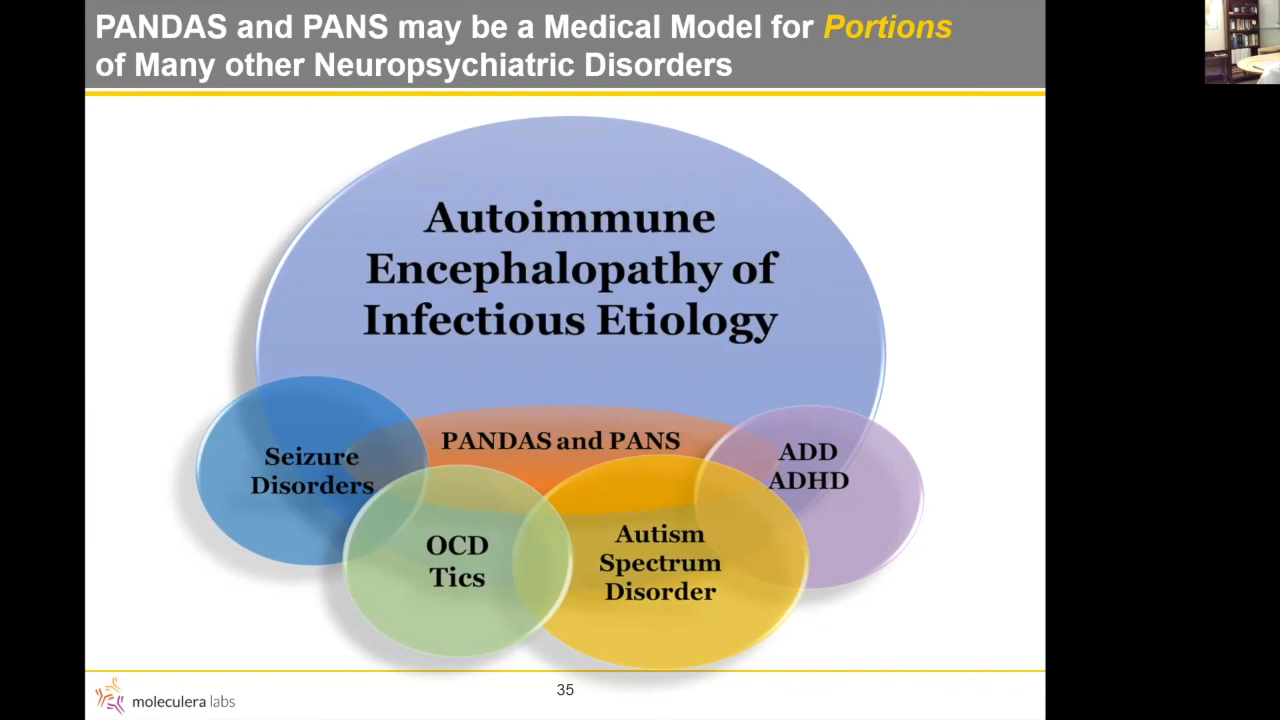 PANDAS and PANS may be a Medical Model for Portions
of Many other Neuropsychiatric Disorders
Autoimmune
Encephalopathy of
Infectious Etiology
PANDAS and PANS
Seizure
Disorders
ADD
ADHD
OCD
Tics
Autism
Spectrum
Disorder
moleculera labs
35